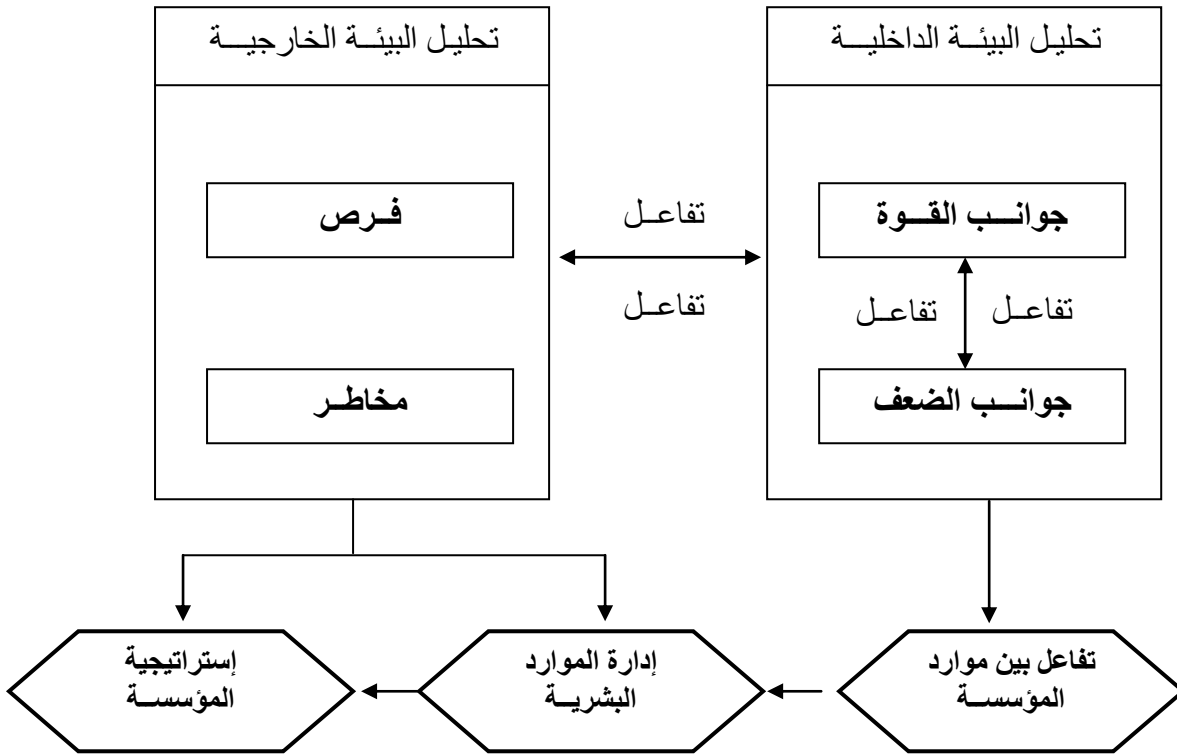 تحليل البيئة الداخلية
تحليل البيئة الخارجية
جوانب القوة
تفاعل
فرص
تفاعل
تفاعل
تفاعل
جوانب الضعف
مخاطر
تفاعل بين موارد
المؤسسة
إدارة الموارد
البشرية
إستراتيجية
المؤسسة